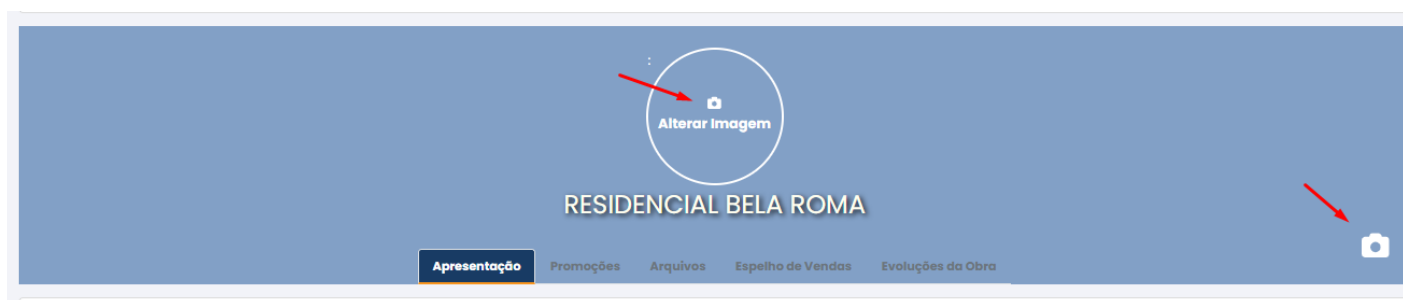 :
Alterar Imagem
RESIDENCIAL BELA ROMA
Apresentação Promoções Arquivos Espelho de Vendas Evoluções da Obra